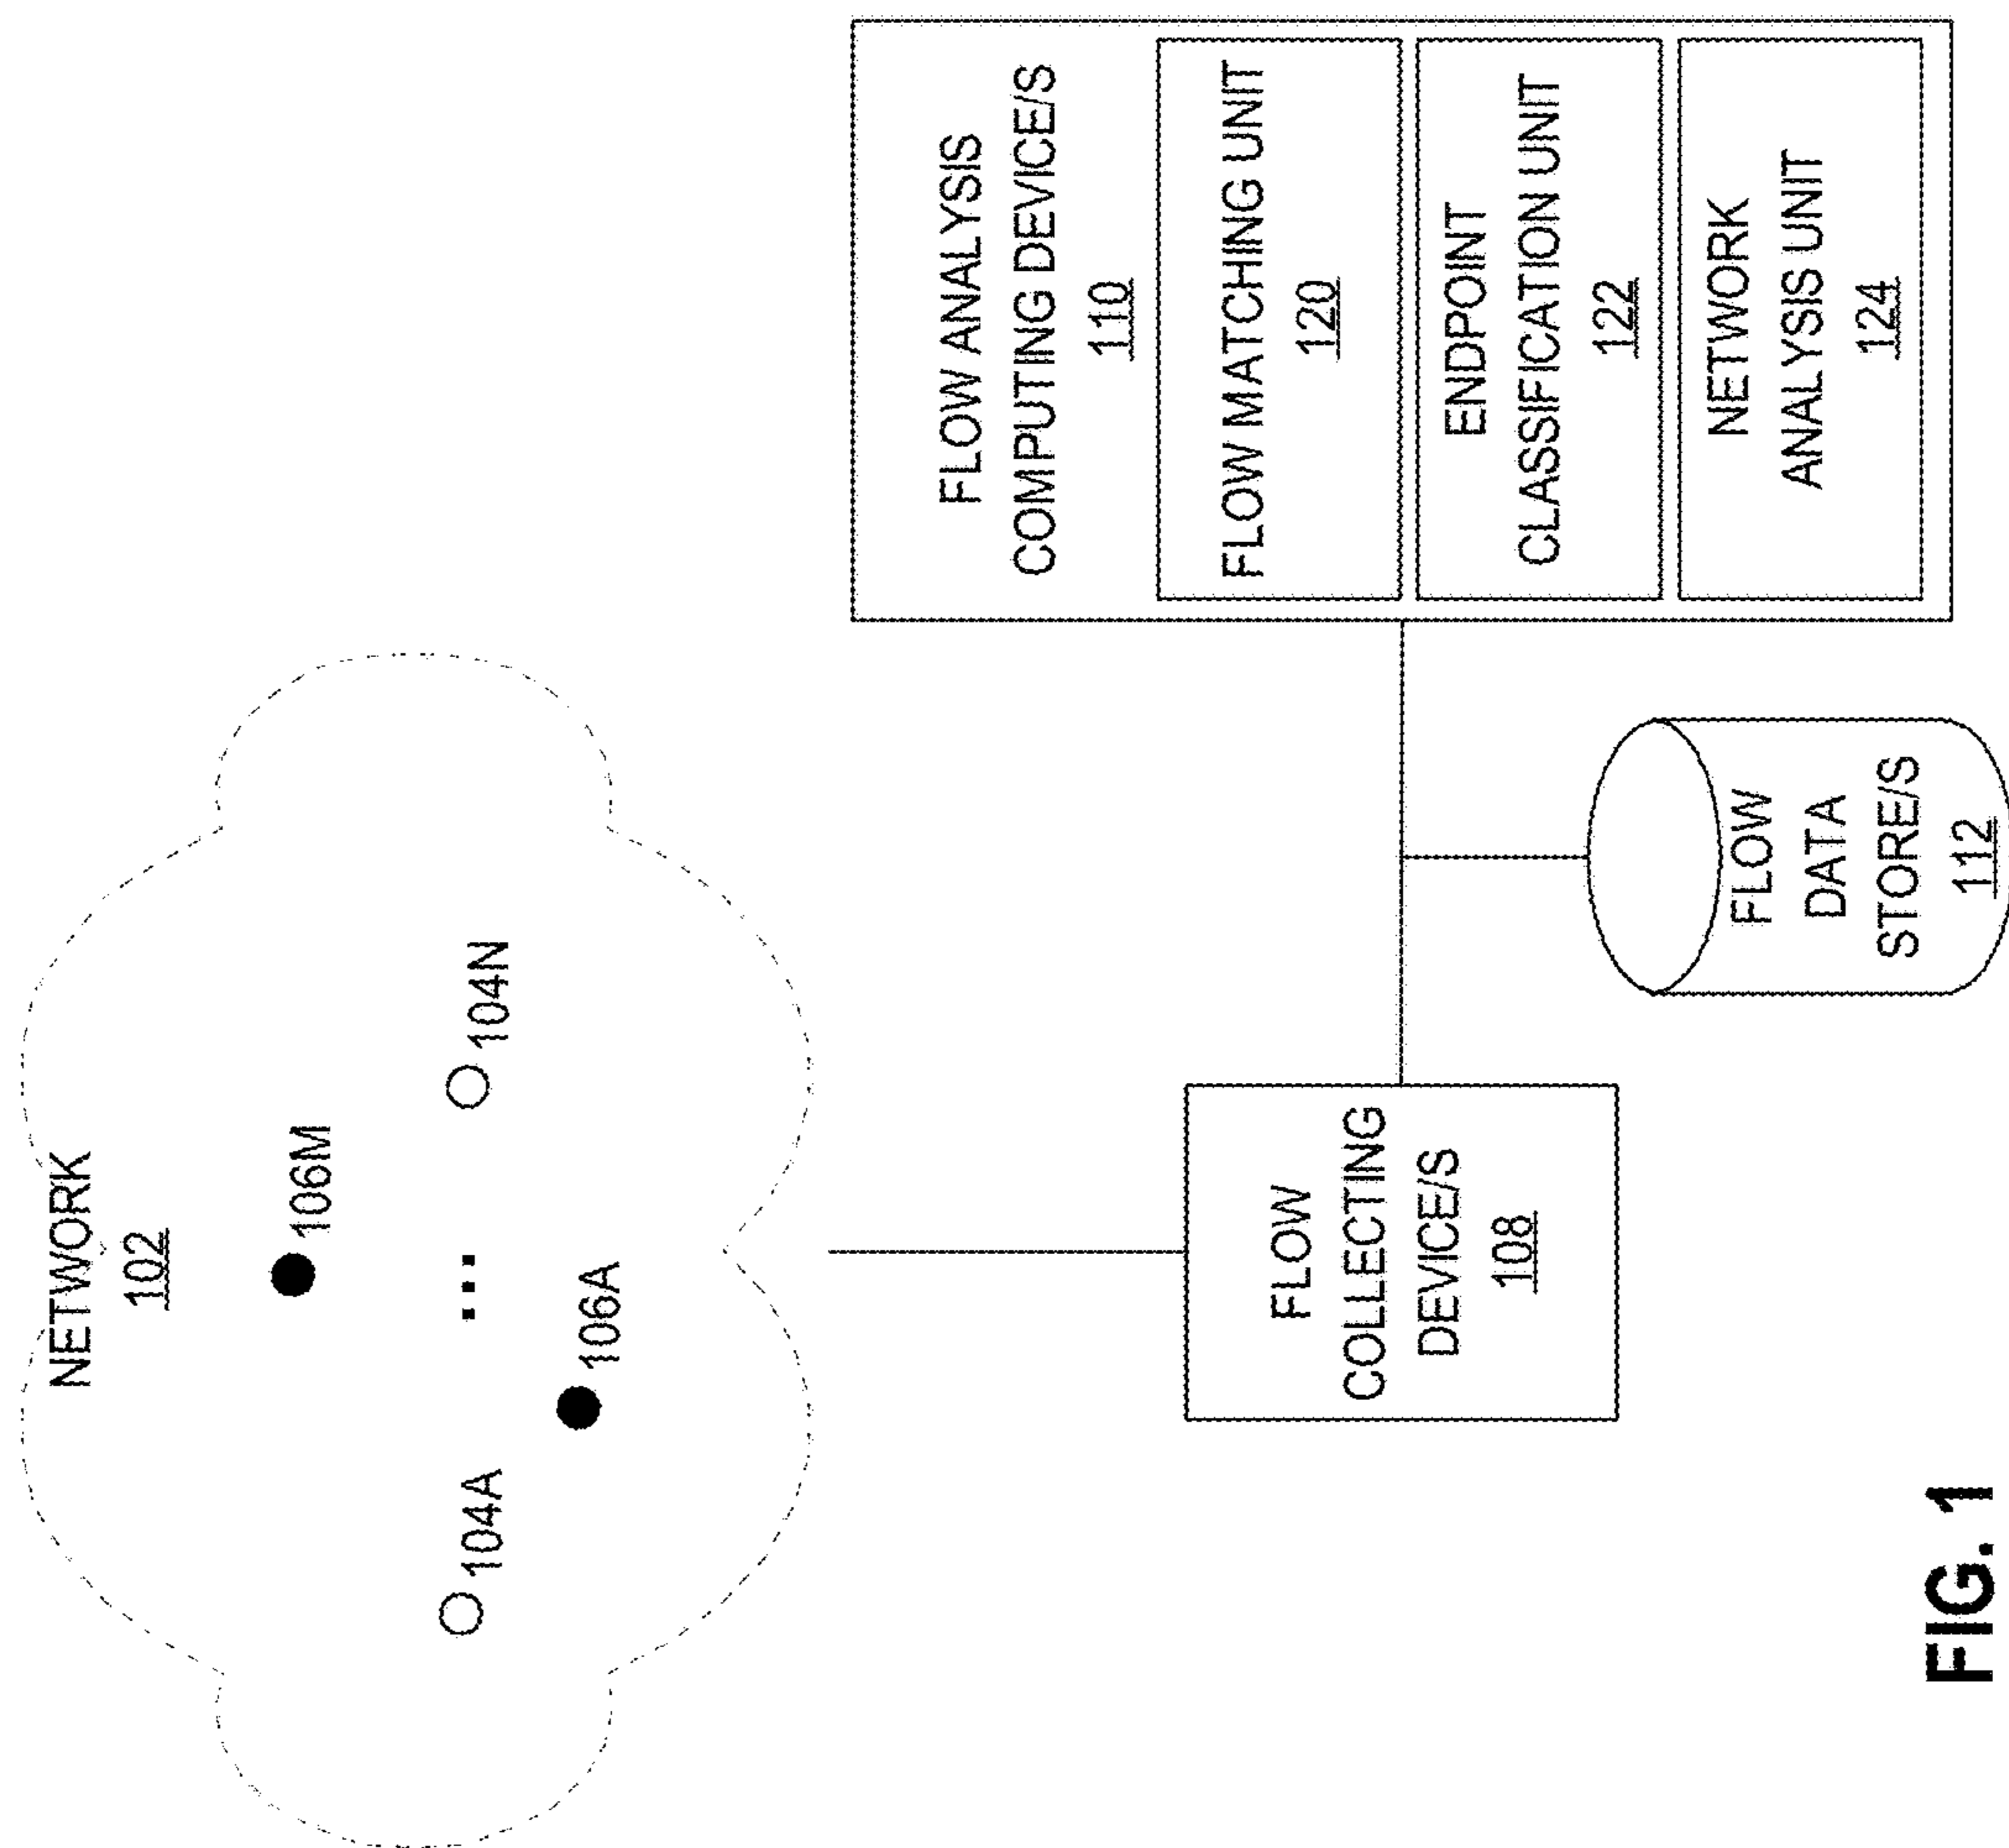 NETWORK
102
106M
104A
...
104N
106A
FLOW
COLLECTING
DEVICE/S
108
FLOW
DATA
STORE/S
112
FLOW ANALYSIS
COMPUTING DEVICE/S
110
FLOW MATCHING UNIT
120
ENDPOINT
CLASSIFICATION UNIT
122
NETWORK
ANALYSIS UNIT
124
FIG. 1